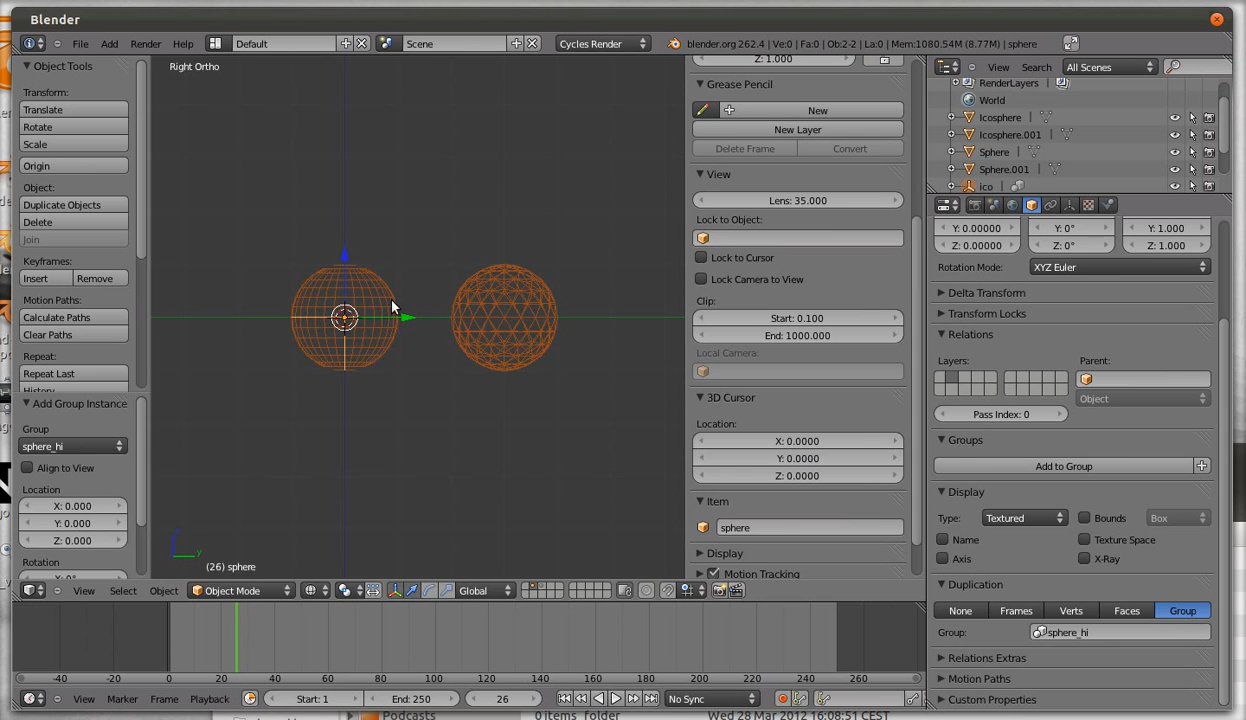 Blender
File Add Render Help Default Scene Cycles Render blender.org 262.4 | Ve:0 | Fa:0 | Ob:2-2 | La:0 | Mem:1080.54M (8.77M) | sphere
Object Tools
Transform:
Translate
Rotate
Scale
Origin
Object:
Duplicate Objects
Delete
Join
Keyframes:
Insert Remove
Motion Paths:
Calculate Paths
Clear Paths
Repeat:
Repeat Last
History
Add Group Instance
Group
sphere_hi
Align to View
Location
X: 0.000
Y: 0.000
Z: 0.000
Rotation
X: 0°
Right Ortho
z
y
(26) sphere
Z: 1.000
Grease Pencil
New
New Layer
Delete Frame Convert
View
Lens: 35.000
Lock to Object:
Lock to Cursor
Lock Camera to View
Clip:
Start: 0.100
End: 1000.000
Local Camera:
3D Cursor
Location:
X: 0.0000
Y: 0.0000
Z: 0.0000
Item
sphere
Display
Motion Tracking
View Select Object Object Mode Global
-40 -20 0 20 40 60 80 100 120 140 160 180 200 220 240 260 280
View Marker Frame Playback Start: 1 End: 250 26 No Sync
View Search All Scenes
RenderLayers
World
Icosphere
Icosphere.001
Sphere
Sphere.001
ico
Y: 0.00000 Y: 0° Y: 1.000
Z: 0.00000 Z: 0° Z: 1.000
Rotation Mode: XYZ Euler
Delta Transform
Transform Locks
Relations
Layers: Parent:
Object
Pass Index: 0
Groups
Add to Group
Display
Type: Textured Bounds Box
Name Texture Space
Axis X-Ray
Duplication
None Frames Verts Faces Group
Group: sphere_hi
Relations Extras
Motion Paths
Custom Properties
Podcasts 0 items folder Wed 28 Mar 2012 16:08:51 CEST